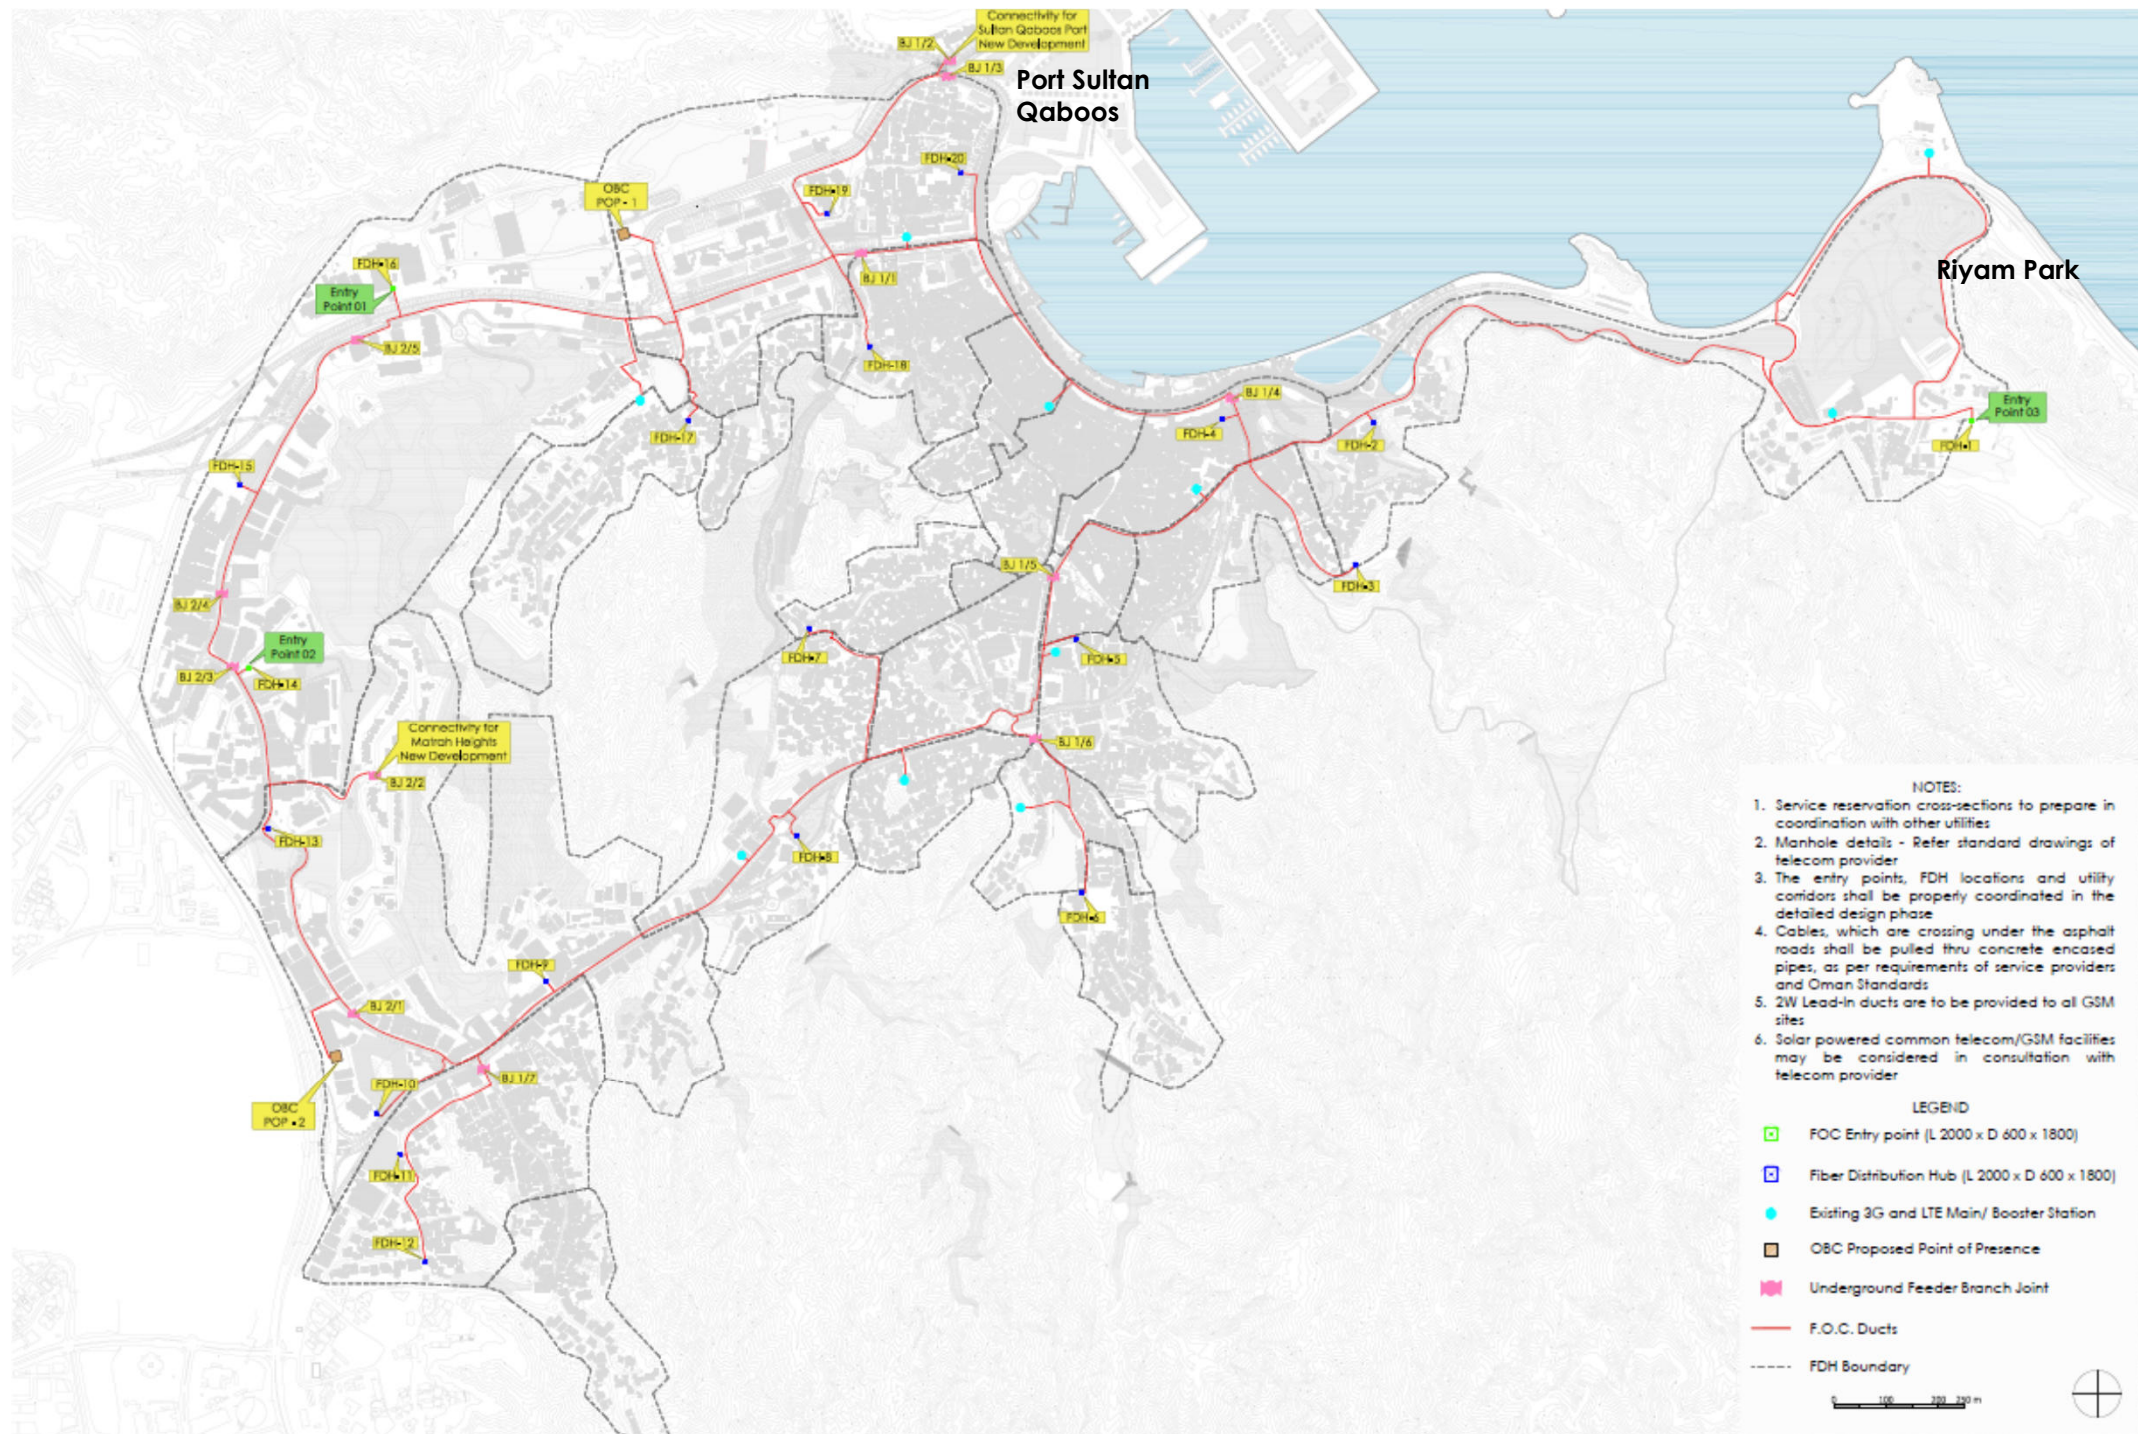 Connectivity for
Sultan Qaboos Port
New Development
BJ 1/2
BJ 1/3
Port Sultan
Qaboos
FDH-20
FDH-19
OBC
POP - 1
BJ 1/1
FDH-16
Entry
Point 01
BJ 2/5
FDH-18
FDH-17
Riyam Park
BJ 1/4
FDH-4
FDH-2
Entry
Point 03
FDH-1
FDH-15
BJ 1/5
FDH-3
BJ 2/4
Entry
Point 02
BJ 2/3
FDH-14
FDH-7
FDH-5
Connectivity for
Matrah Heights
New Development
BJ 2/2
BJ 1/6
FDH-13
FDH-8
FDH-6
FDH-9
BJ 2/1
FDH-10
BJ 1/7
OBC
POP - 2
FDH-11
FDH-12
NOTES:
1. Service reservation cross-sections to prepare in
coordination with other utilities
2. Manhole details - Refer standard drawings of
telecom provider
3. The entry points, FDH locations and utility
corridors shall be properly coordinated in the
detailed design phase
4. Cables, which are crossing under the asphalt
roads shall be pulled thru concrete encased
pipes, as per requirements of service providers
and Oman Standards
5. 2W Lead-In ducts are to be provided to all GSM
sites
6. Solar powered common telecom/GSM facilities
may be considered in consultation with
telecom provider
LEGEND
FOC Entry point (L 2000 x D 600 x 1800)
Fiber Distribution Hub (L 2000 x D 600 x 1800)
Existing 3G and LTE Main/ Booster Station
OBC Proposed Point of Presence
Underground Feeder Branch Joint
F.O.C. Ducts
FDH Boundary
0 100 200 250 m